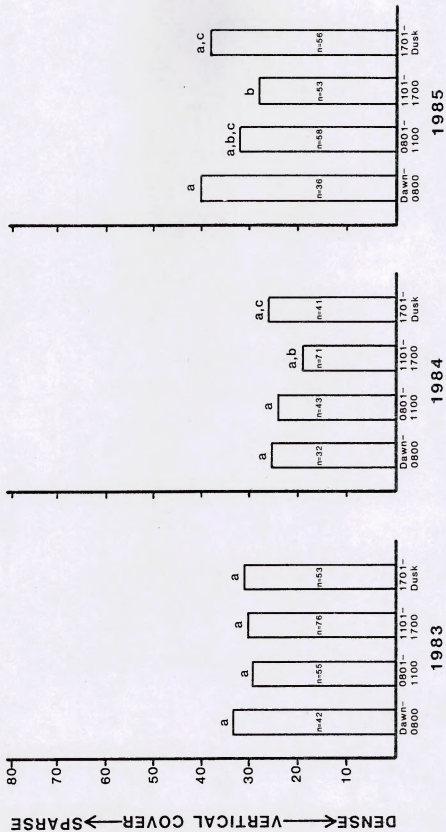 80
70
60
50
40
30
20
10
DENSE<——VERTICAL COVER——>SPARSE
a
a
a
a
n=42
n=55
n=76
n=53
Dawn-
0800
0801-
1100
1101-
1700
1701-
Dusk
1983
a
a
a,b
a,c
n=32
n=43
n=71
n=41
Dawn-
0800
0801-
1100
1101-
1700
1701-
Dusk
1984
a
a,b,c
b
a,c
n=36
n=58
n=53
n=56
Dawn-
0800
0801-
1100
1101-
1700
1701-
Dusk
1985